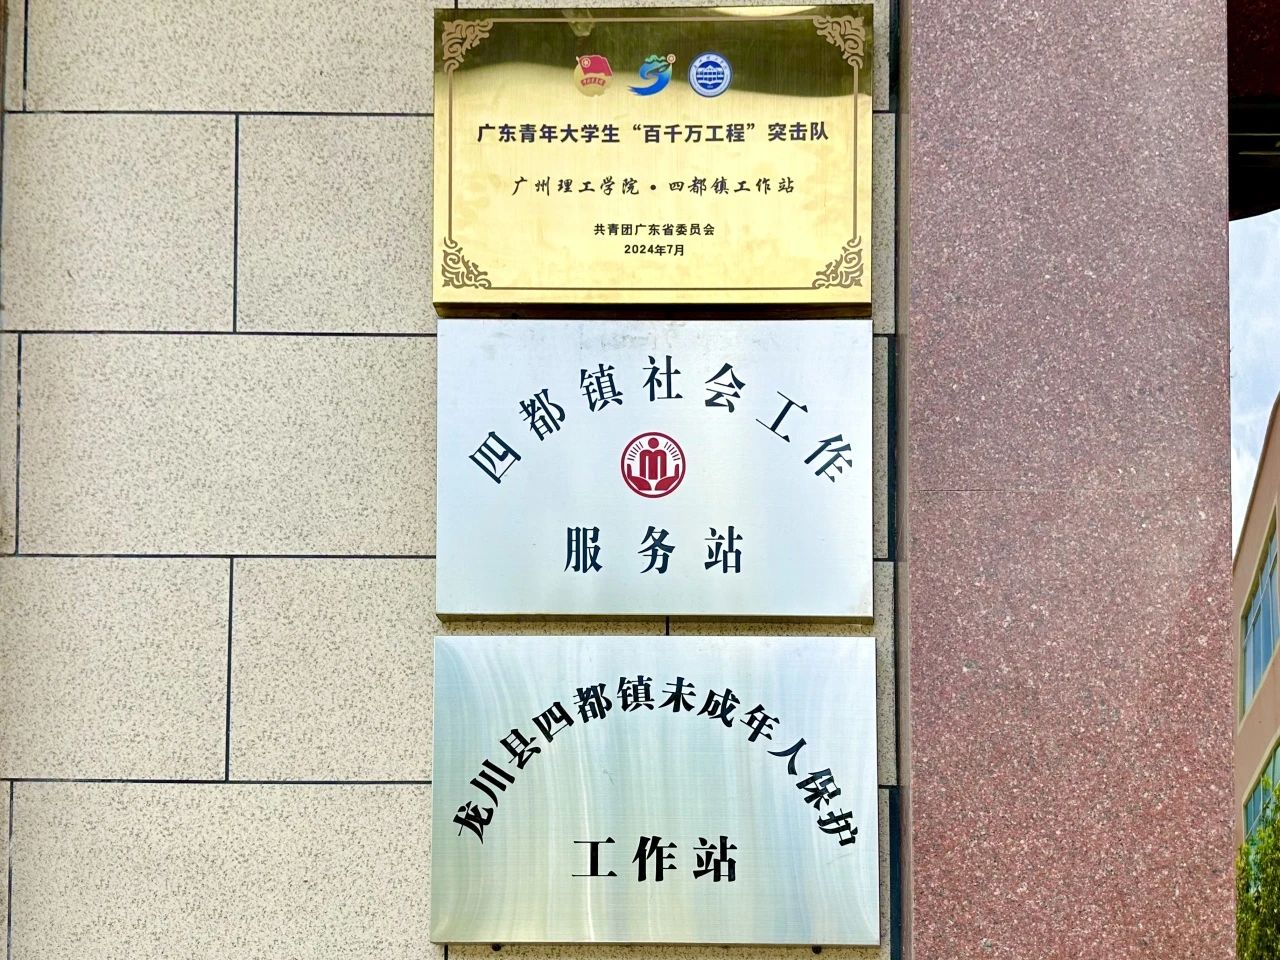 广东青年大学生“百千万工程”突击队
广州理工学院·四都镇工作站
共青团广东省委员会
2024年7月
四都镇社会工作
服务站
龙川县四都镇未成年人保护
工作站